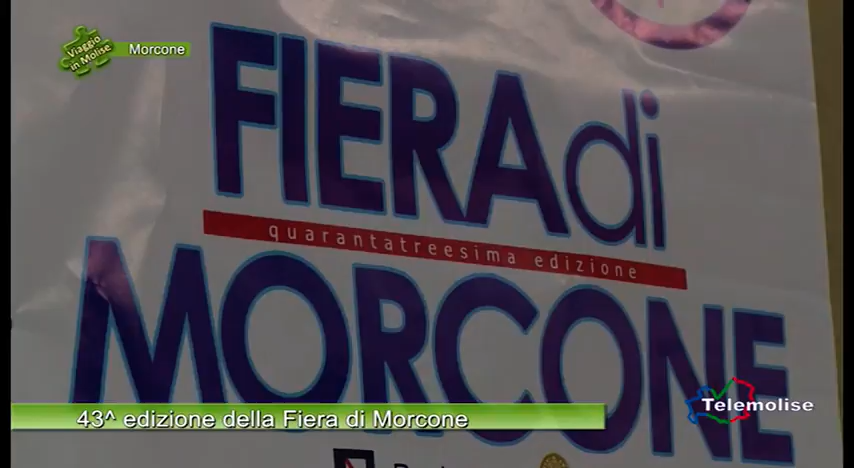 Viaggio
in Molise
Morcone
FIERA di
quarantatreesima edizione
MORCONE
43^ edizione della Fiera di Morcone
Telemolise